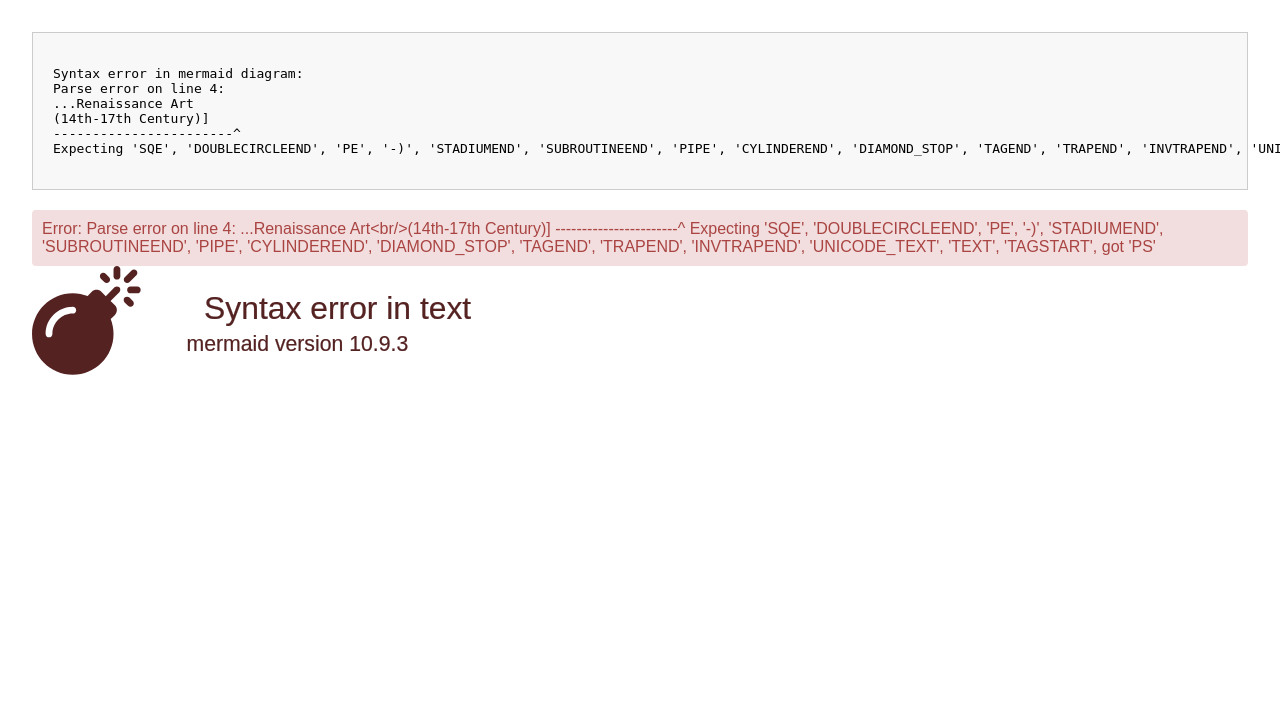 Syntax error in mermaid diagram:
Parse error on line 4:
...Renaissance Art
(14th-17th Century)]
-----------------------^
Expecting 'SQE', 'DOUBLECIRCLEEND', 'PE', '-)', 'STADIUMEND', 'SUBROUTINEEND', 'PIPE', 'CYLINDEREND', 'DIAMOND_STOP', 'TAGEND', 'TRAPEND', 'INVTRAPEND', 'UNI
Error: Parse error on line 4: ...Renaissance Art<br/>(14th-17th Century)] -----------------------^ Expecting 'SQE', 'DOUBLECIRCLEEND', 'PE', '-)', 'STADIUMEND',
'SUBROUTINEEND', 'PIPE', 'CYLINDEREND', 'DIAMOND_STOP', 'TAGEND', 'TRAPEND', 'INVTRAPEND', 'UNICODE_TEXT', 'TEXT', 'TAGSTART', got 'PS'
Syntax error in text
mermaid version 10.9.3